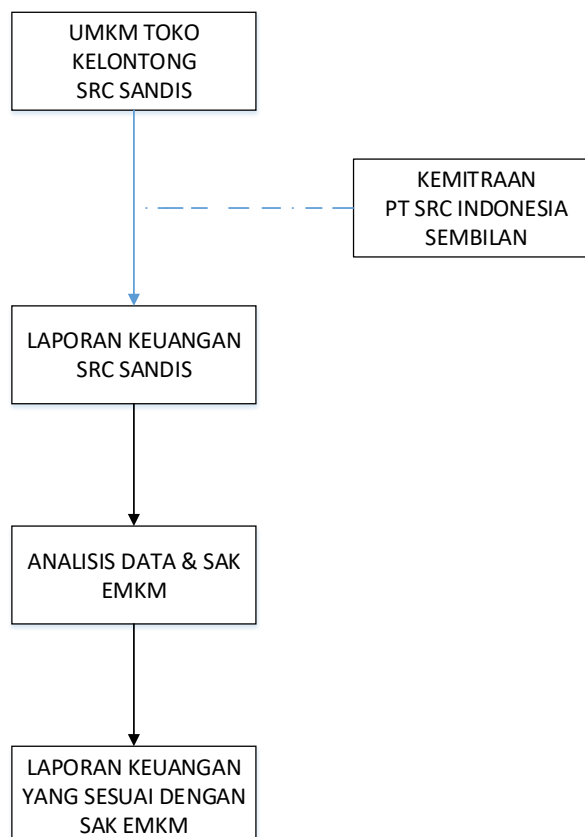 UMKM TOKO
KELONTONG
SRC SANDIS
KEMITRAAN
PT SRC INDONESIA
SEMBILAN
LAPORAN KEUANGAN
SRC SANDIS
ANALISIS DATA & SAK
EMKM
LAPORAN KEUANGAN
YANG SESUAI DENGAN
SAK EMKM